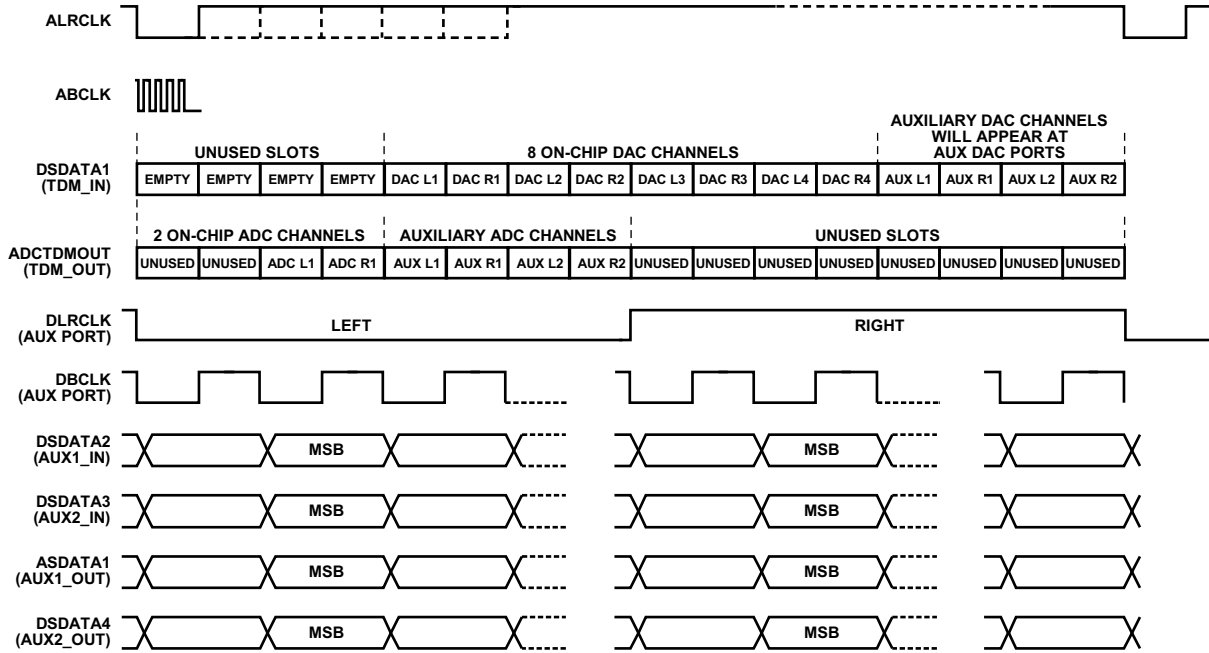 ALRCLK
ABCLK
AUXILIARY DAC CHANNELS
WILL APPEAR AT
AUX DAC PORTS
UNUSED SLOTS
8 ON-CHIP DAC CHANNELS
DSDATA1
(TDM_IN)
EMPTY EMPTY EMPTY EMPTY DAC L1 DAC R1 DAC L2 DAC R2 DAC L3 DAC R3 DAC L4 DAC R4 AUX L1 AUX R1 AUX L2 AUX R2
2 ON-CHIP ADC CHANNELS
AUXILIARY ADC CHANNELS
UNUSED SLOTS
ADCTDMOUT
(TDM_OUT)
UNUSED UNUSED ADC L1 ADC R1 AUX L1 AUX R1 AUX L2 AUX R2 UNUSED UNUSED UNUSED UNUSED UNUSED UNUSED UNUSED UNUSED
DLRCLK
(AUX PORT)
LEFT
RIGHT
DBCLK
(AUX PORT)
DSDATA2
(AUX1_IN)
MSB
MSB
DSDATA3
(AUX2_IN)
MSB
MSB
ASDATA1
(AUX1_OUT)
MSB
MSB
DSDATA4
(AUX2_OUT)
MSB
MSB